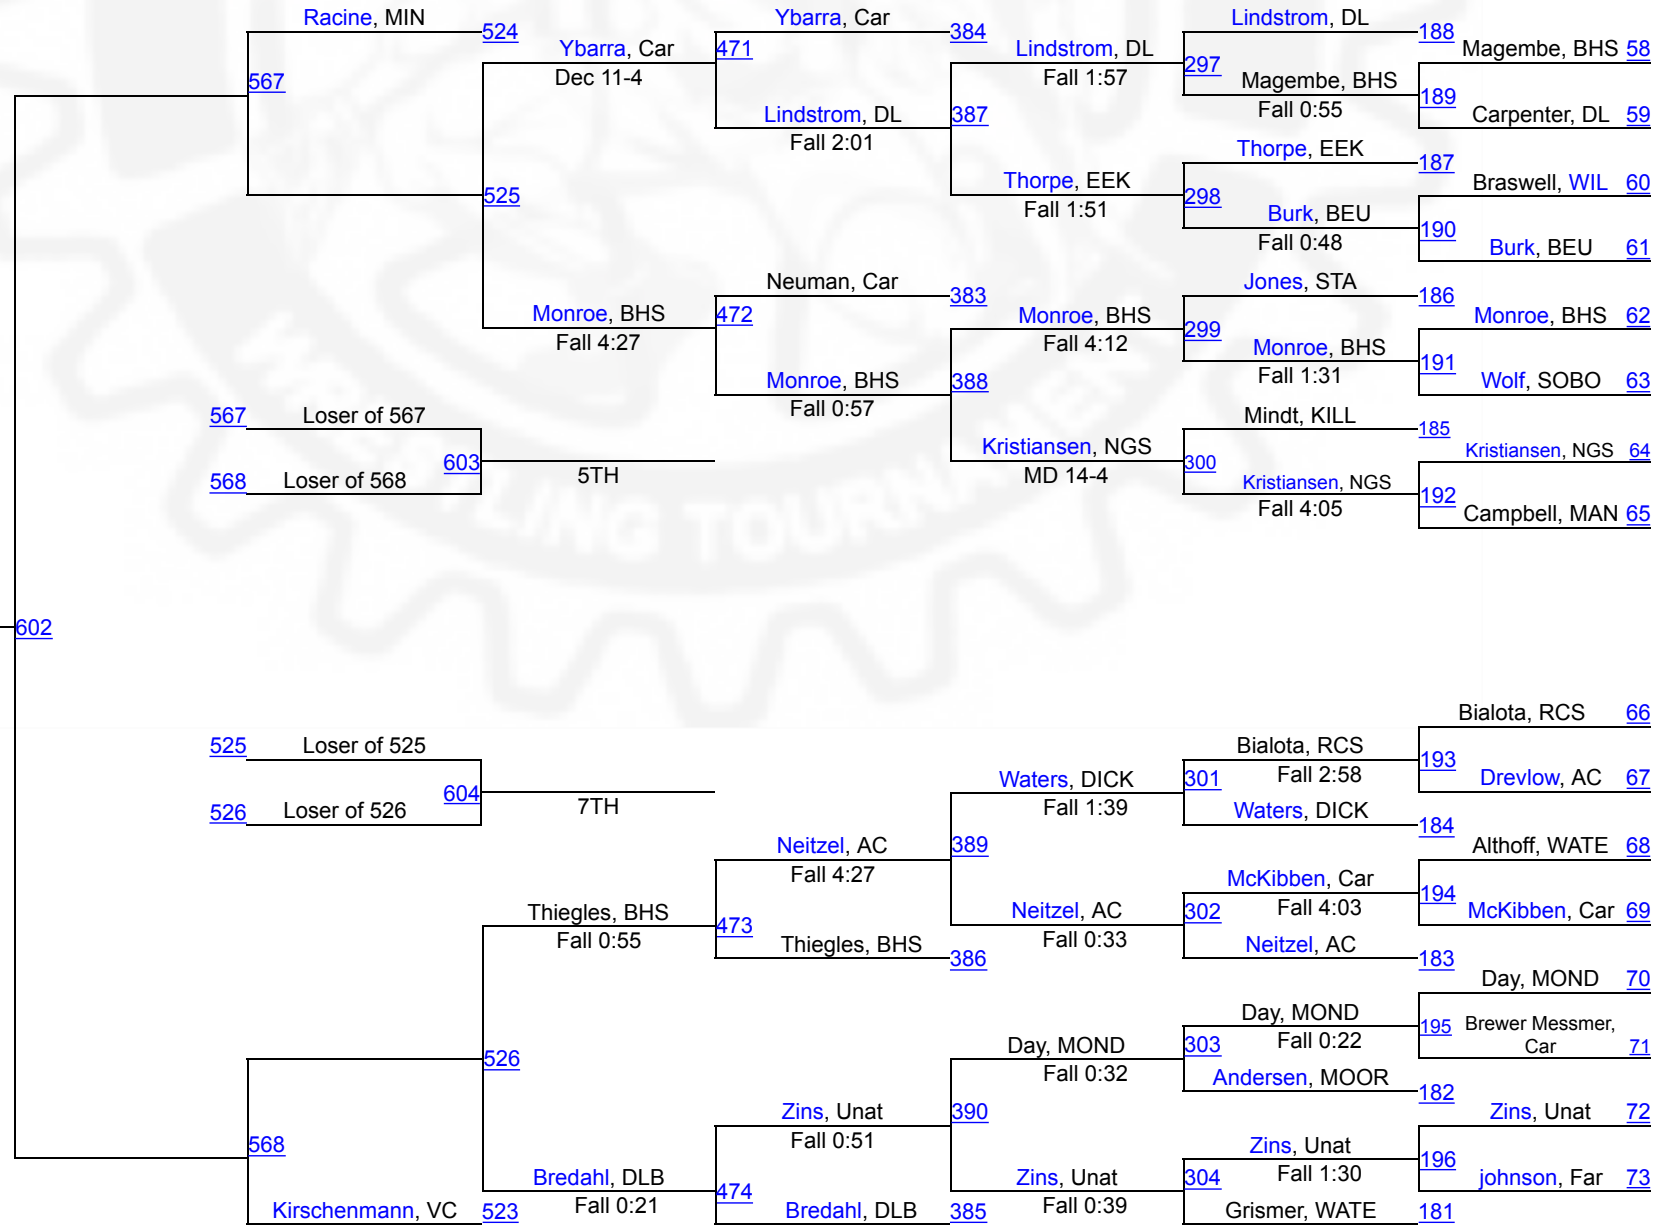 Racine, MIN
524
567
Ybarra, Car
Dec 11-4
471
525
Monroe, BHS
Fall 4:27
472
Ybarra, Car
384
Lindstrom, DL
Fall 2:01
387
Neuman, Car
383
Monroe, BHS
Fall 0:57
388
Lindstrom, DL
Fall 1:57
297
Thorpe, EEK
Fall 1:51
298
Monroe, BHS
Fall 4:12
299
Kristiansen, NGS
MD 14-4
300
Lindstrom, DL
188
Magembe, BHS
Fall 0:55
189
Thorpe, EEK
187
Burk, BEU
Fall 0:48
190
Jones, STA
186
Monroe, BHS
Fall 1:31
191
Mindt, KILL
185
Kristiansen, NGS
Fall 4:05
192
Magembe, BHS 58
Carpenter, DL 59
Braswell, WIL 60
Burk, BEU 61
Monroe, BHS 62
Wolf, SOBO 63
Kristiansen, NGS 64
Campbell, MAN 65
567 Loser of 567
603
5TH
568 Loser of 568
WRESTLING TOURNAMENT
602
525 Loser of 525
604
7TH
526 Loser of 526
Thiegles, BHS
Fall 0:55
473
526
568
Bredahl, DLB
Fall 0:21
474
Kirschenmann, VC
523
Neitzel, AC
Fall 4:27
389
Thiegles, BHS
386
Zins, Unat
Fall 0:51
390
Bredahl, DLB
385
Waters, DICK
Fall 1:39
301
Neitzel, AC
Fall 0:33
302
Day, MOND
Fall 0:32
303
Zins, Unat
Fall 0:39
304
Bialota, RCS
Fall 2:58
193
Waters, DICK
184
McKibben, Car
Fall 4:03
194
Neitzel, AC
183
Day, MOND
Fall 0:22
195
Andersen, MOOR
182
Zins, Unat
Fall 1:30
196
Grismer, WATE
181
Bialota, RCS 66
Drevlow, AC 67
Althoff, WATE 68
McKibben, Car 69
Day, MOND 70
Brewer Messmer,
Car 71
Zins, Unat 72
johnson, Far 73